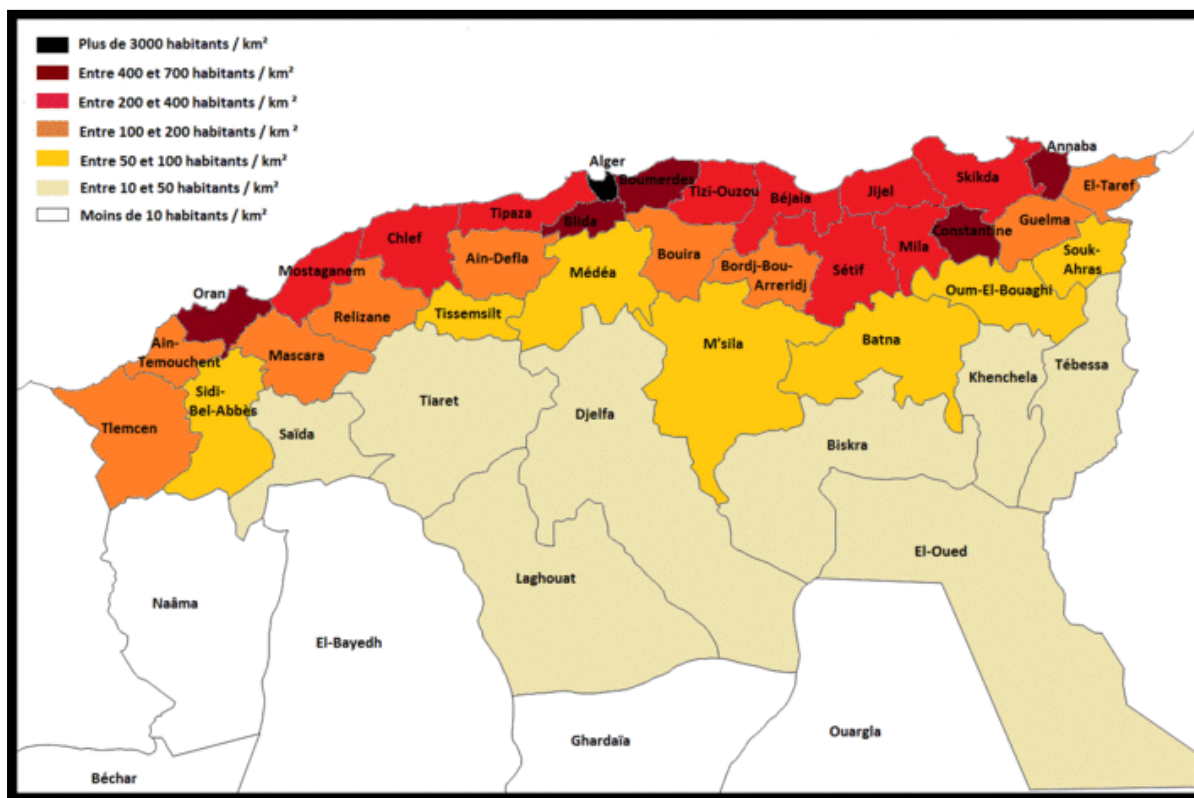 Plus de 3000 habitants / km²
Entre 400 et 700 habitants / km²
Entre 200 et 400 habitants / km ²
Entre 100 et 200 habitants / km ²
Entre 50 et 100 habitants / km²
Entre 10 et 50 habitants / km²
Moins de 10 habitants / km²
Alger
Boumerdes
Tizi-Ouzou
Béjaia
Jijel
Skikda
Annaba
El-Taref
Tipaza
Blida
Constantine
Guelma
Chlef
Mostaganem
Oran
Ain-Defla
Médéa
Bouira
Bordj-Bou-
Arreridj
Sétif
Mila
Souk-
Ahras
Oum-El-Bouaghi
Relizane
Tissemsilt
Ain-
Temouchent
Mascara
M'sila
Batna
Khenchela
Tébessa
Sidi-
Bel-Abbès
Tlemcen
Saïda
Tiaret
Djelfa
Biskra
El-Oued
Laghouat
Naâma
El-Bayedh
Ghardaïa
Ouargla
Béchar